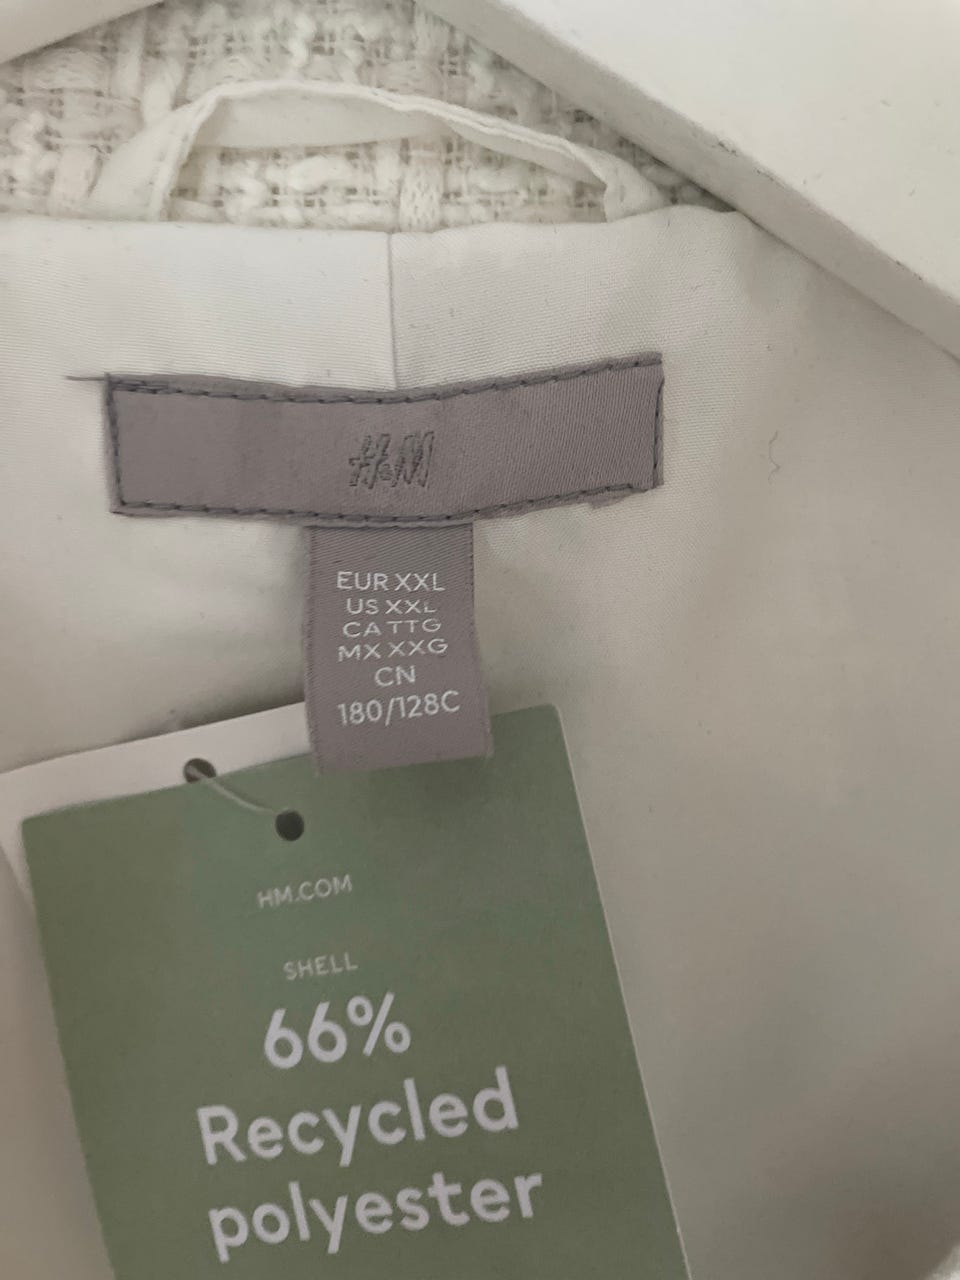 H&M
EUR XXL
US XXL
CA TTG
MX XXG
CN
180/128C
HM.COM
SHELL
66%
Recycled
polyester